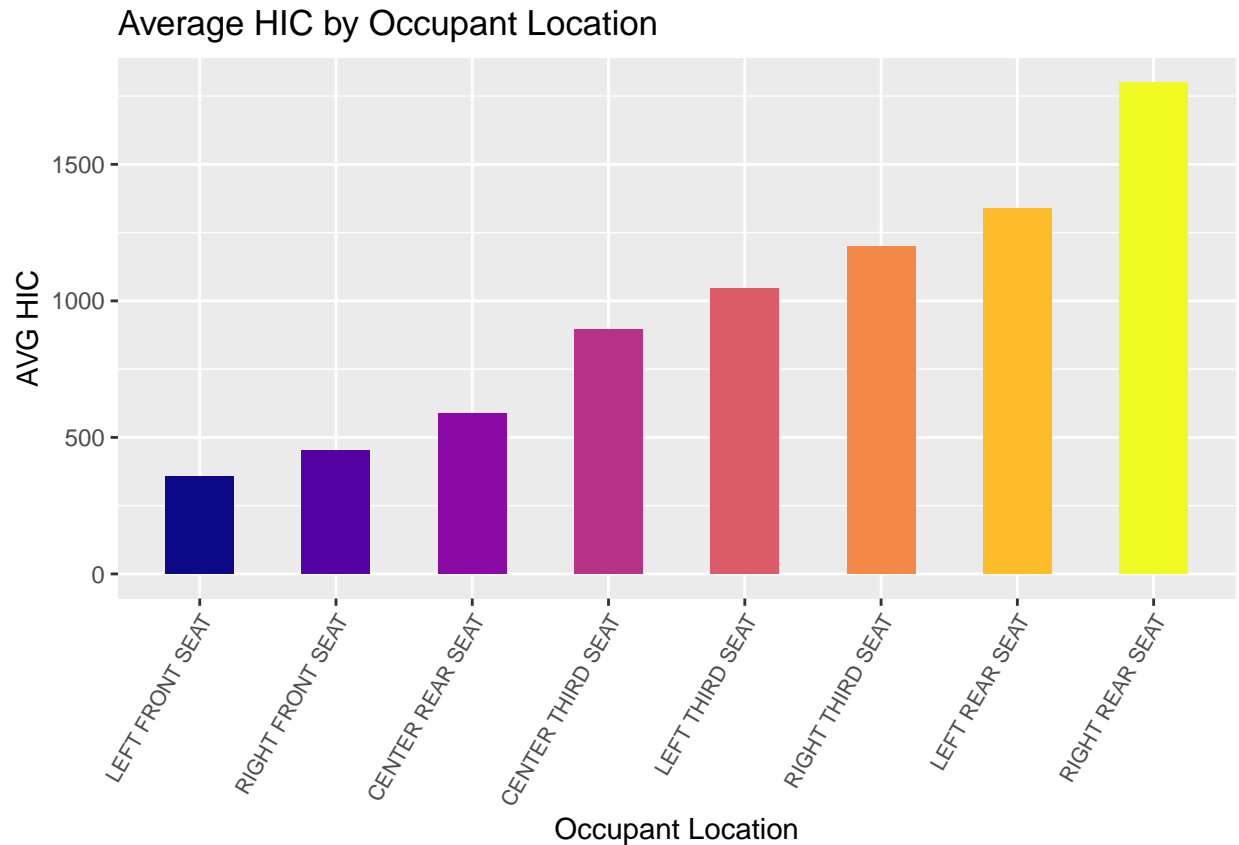 Average HIC by Occupant Location
AVG HIC
1500
1000
500
0
LEFT FRONT SEAT
RIGHT FRONT SEAT
CENTER REAR SEAT
CENTER THIRD SEAT
LEFT THIRD SEAT
RIGHT THIRD SEAT
LEFT REAR SEAT
RIGHT REAR SEAT
Occupant Location